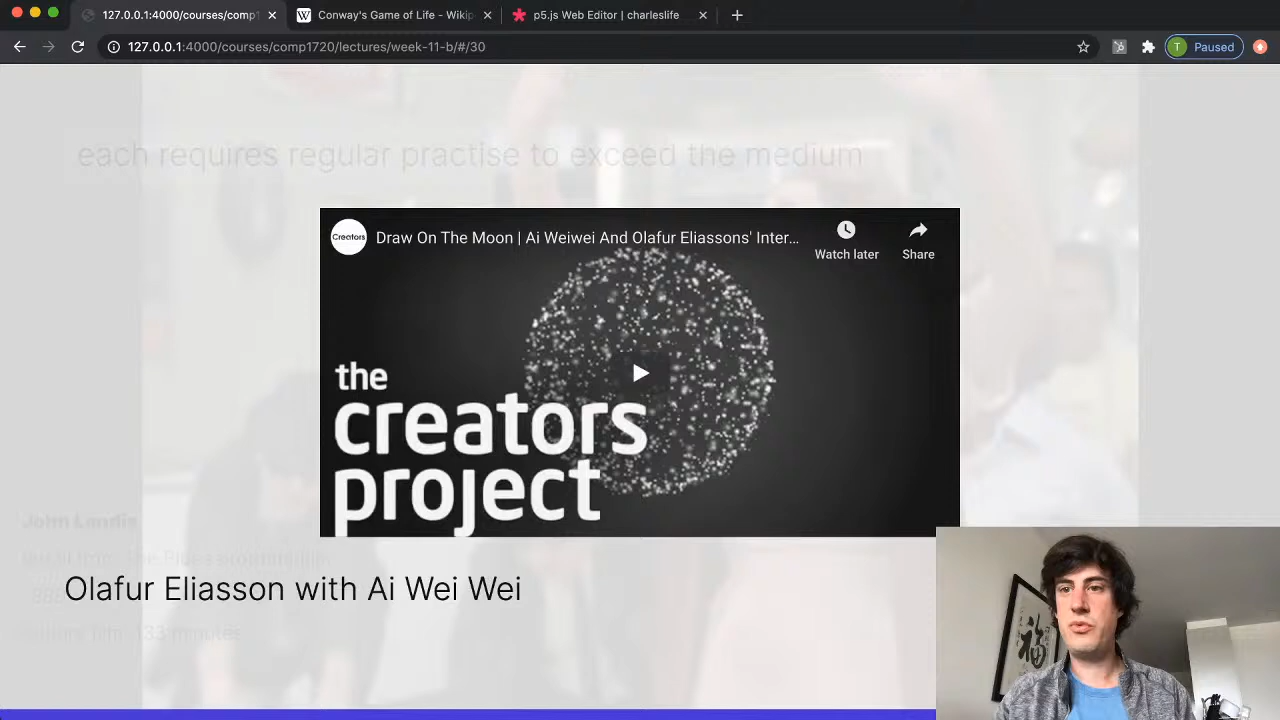 127.0.0.1:4000/courses/comp1
Conway's Game of Life - Wikip
p5.js Web Editor | charleslife
127.0.0.1:4000/courses/comp1720/lectures/week-11-b/#/30
T
Paused
each requires regular practise to exceed the medium
Creators
Draw On The Moon | Ai Weiwei And Olafur Eliassons' Inter...
Watch later
Share
the
creators
project
John Landis
Olafur Eliasson with Ai Wei Wei
133 minutes
福